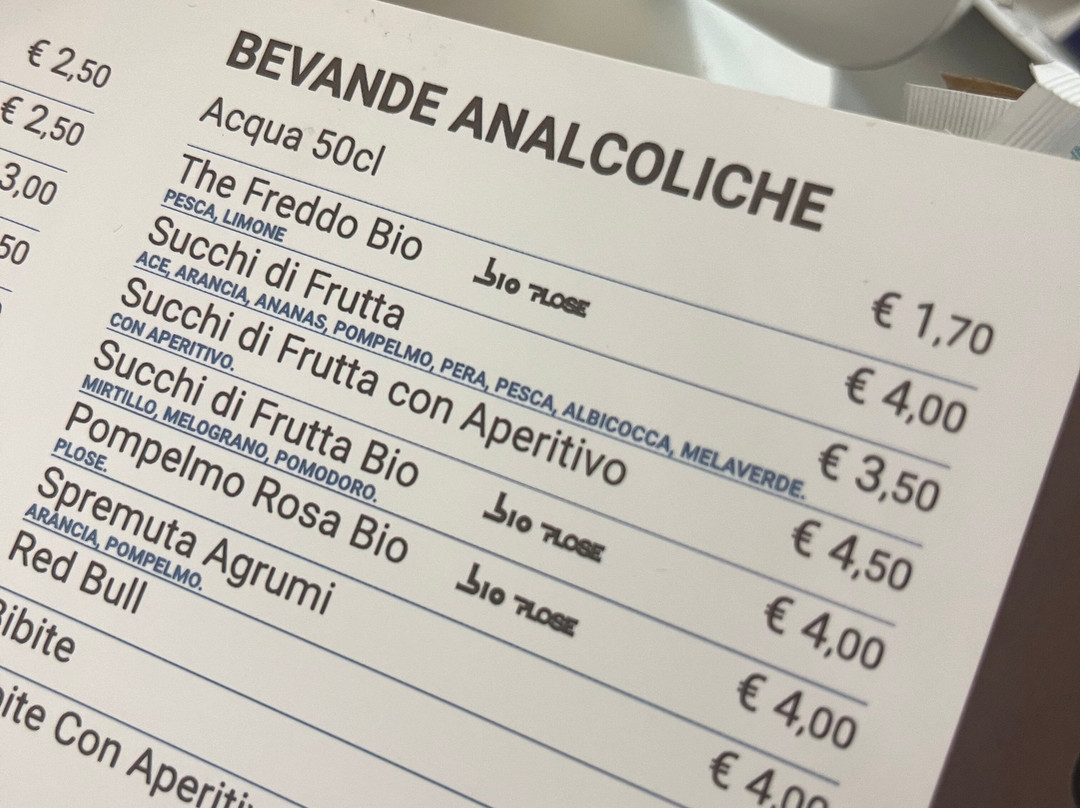 € 2,50
€ 2,50
3,00
50
BEVANDE ANALCOLICHE
Acqua 50cl € 1,70
The Freddo Bio bio PLOSE € 4,00
PESCA, LIMONE
Succhi di Frutta € 3,50
ACE, ARANCIA, ANANAS, POMPELMO, PERA, PESCA, ALBICOCCA, MELAVERDE.
Succhi di Frutta con Aperitivo € 4,50
CON APERITIVO.
Succhi di Frutta Bio bio PLOSE € 4,00
MIRTILLO, MELOGRANO, POMODORO.
Pompelmo Rosa Bio bio PLOSE € 4,00
PLOSE.
Spremuta Agrumi € 4,00
ARANCIA, POMPELMO.
Red Bull
Bibite
ite Con Aperiti